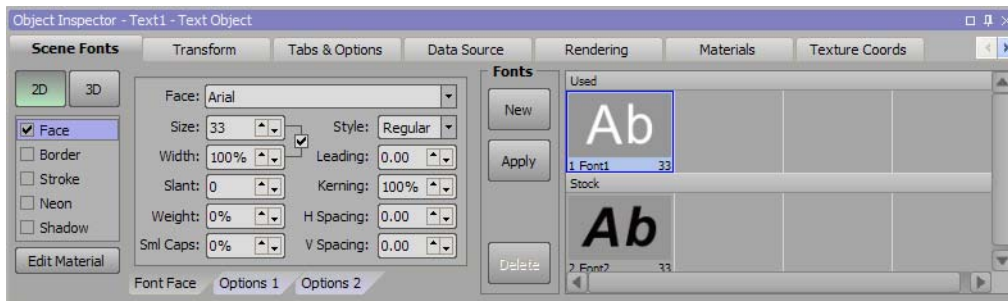 Object Inspector - Text1 - Text Object
Scene Fonts Transform Tabs & Options Data Source Rendering Materials Texture Coords
2D 3D
Face
Border
Stroke
Neon
Shadow
Edit Material
Face: Arial
Size: 33 Style: Regular
Width: 100% Leading: 0.00
Slant: 0 Kerning: 100%
Weight: 0% H Spacing: 0.00
Sml Caps: 0% V Spacing: 0.00
Font Face Options 1 Options 2
Fonts
New
Apply
Delete
Used
Ab
1 Font1 33
Stock
Ab
2 Font2 33